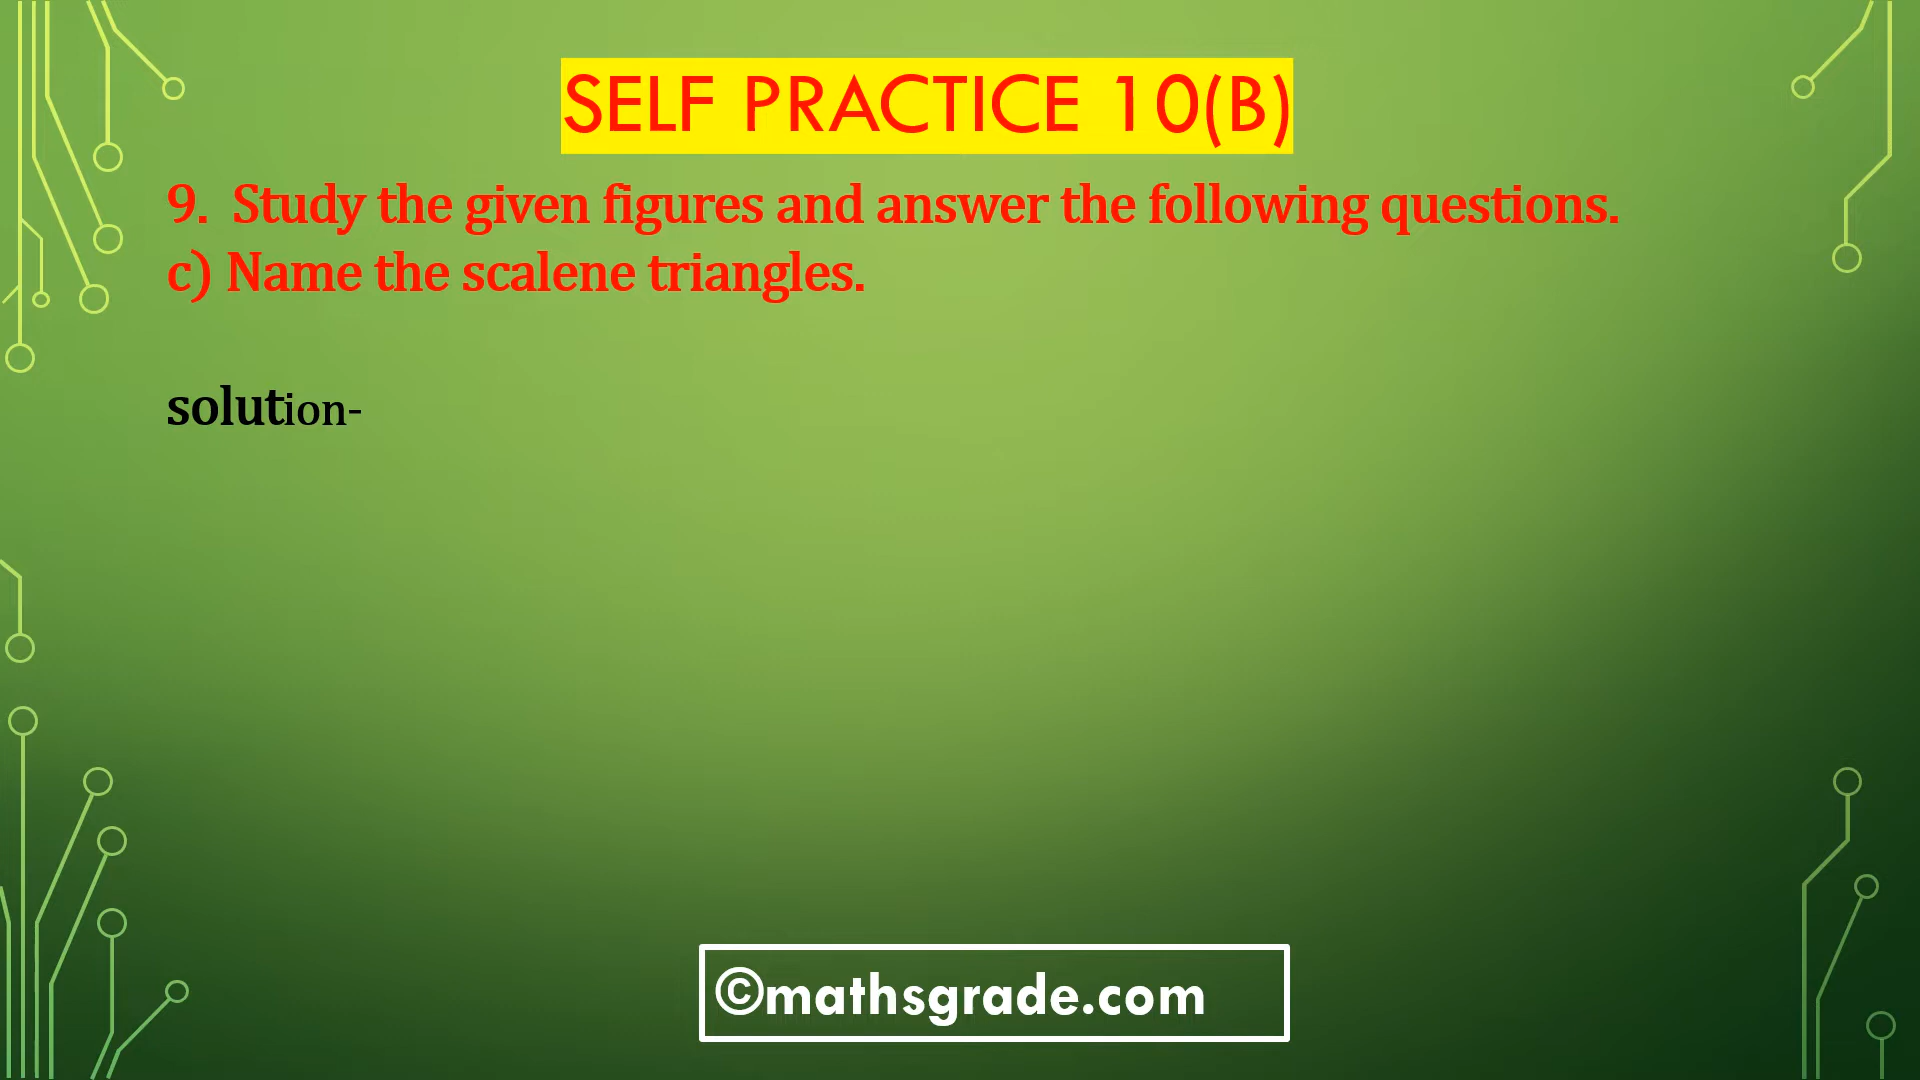 SELF PRACTICE 10(B)
9. Study the given figures and answer the following questions.
c) Name the scalene triangles.
solution-
©mathsgrade.com